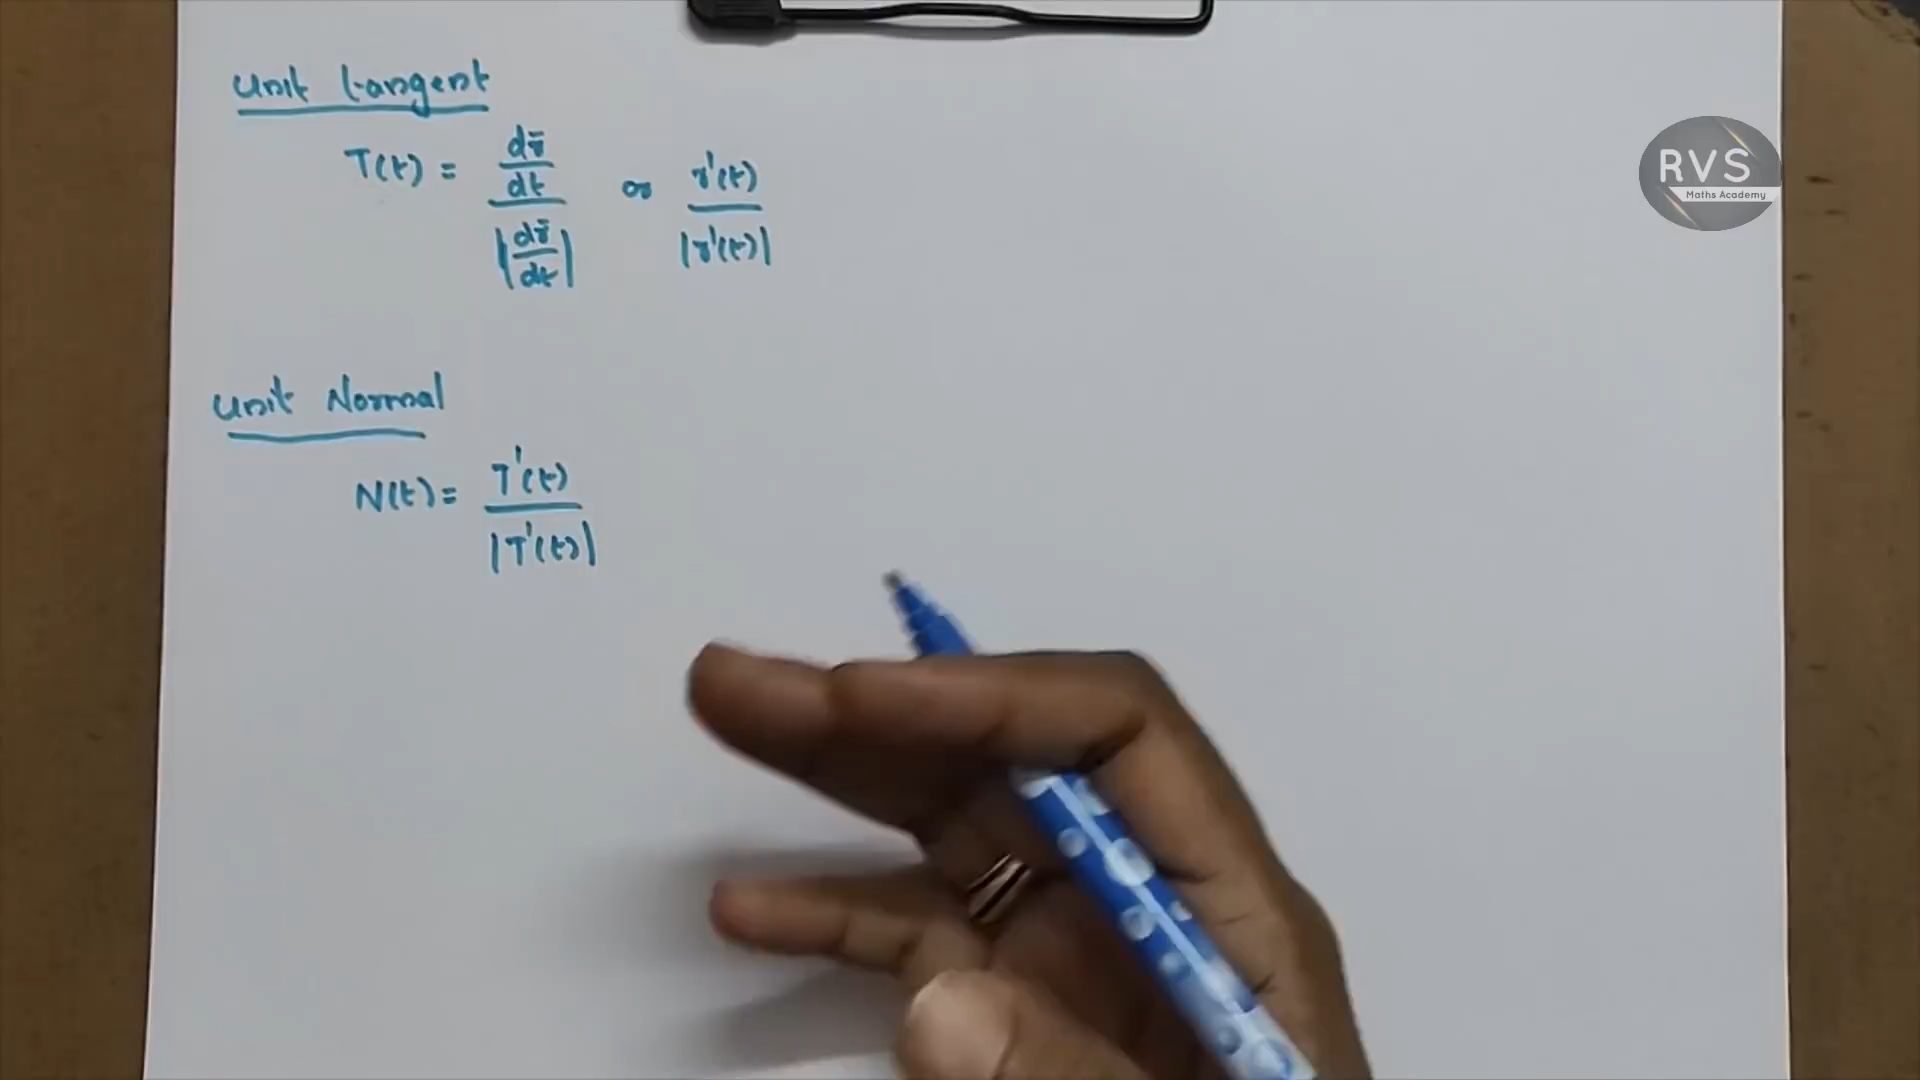 Unit tangent
T(t) = dr̄/dt / |dr̄/dt| or r'(t) / |r'(t)|
Unit Normal
N(t) = T'(t) / |T'(t)|
RVS
Maths Academy